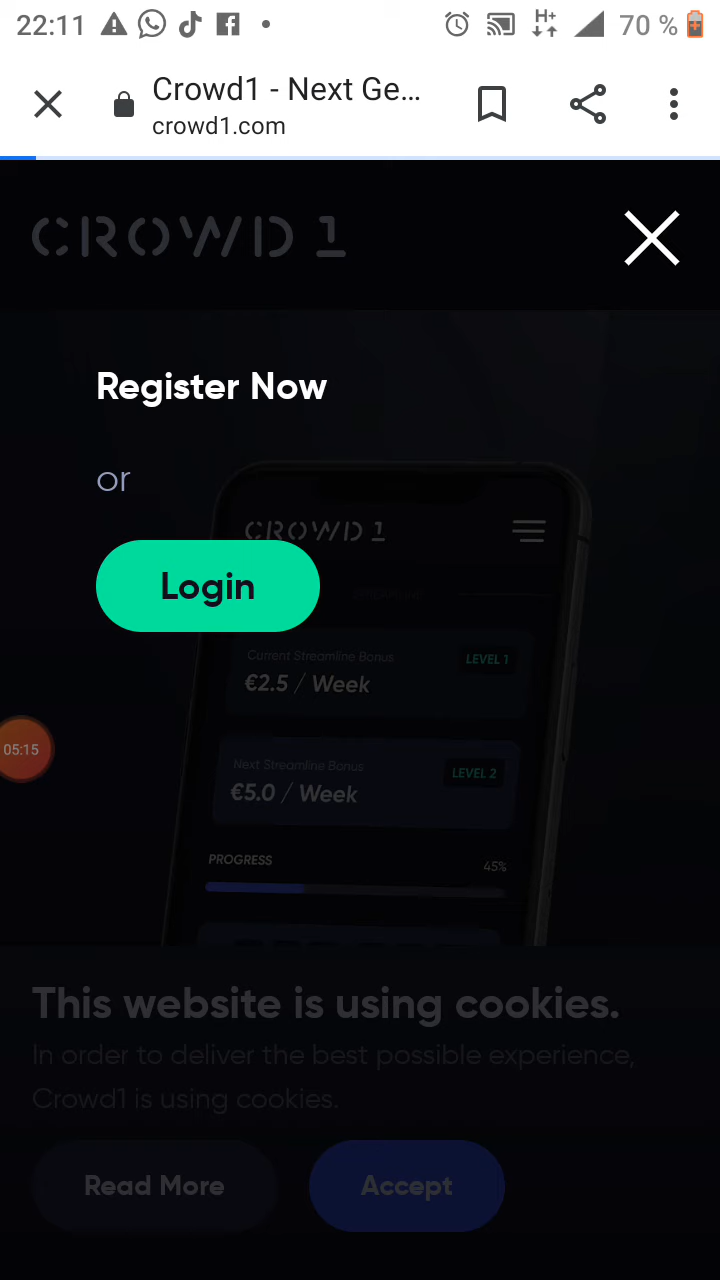 22:11
H+
70 %
Crowd1 - Next Ge...
crowd1.com
CROWD 1
Register Now
or
CROWD 1
Login
Current Streamline Bonus
LEVEL 1
€2.5 / Week
05:15
Next Streamline Bonus
LEVEL 2
€5.0 / Week
PROGRESS
45%
This website is using cookies.
In order to deliver the best possible experience,
Crowd1 is using cookies.
Read More
Accept